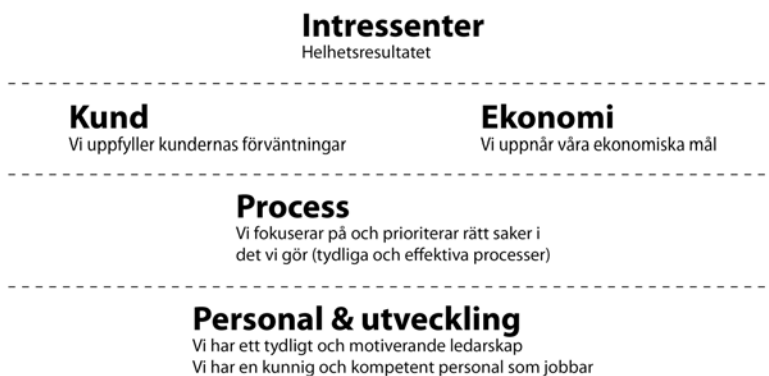 Intressenter
Helhetsresultatet
Kund
Vi uppfyller kundernas förväntningar
Ekonomi
Vi uppnår våra ekonomiska mål
Process
Vi fokuserar på och prioriterar rätt saker i
det vi gör (tydliga och effektiva processer)
Personal & utveckling
Vi har ett tydligt och motiverande ledarskap
Vi har en kunnig och kompetent personal som jobbar